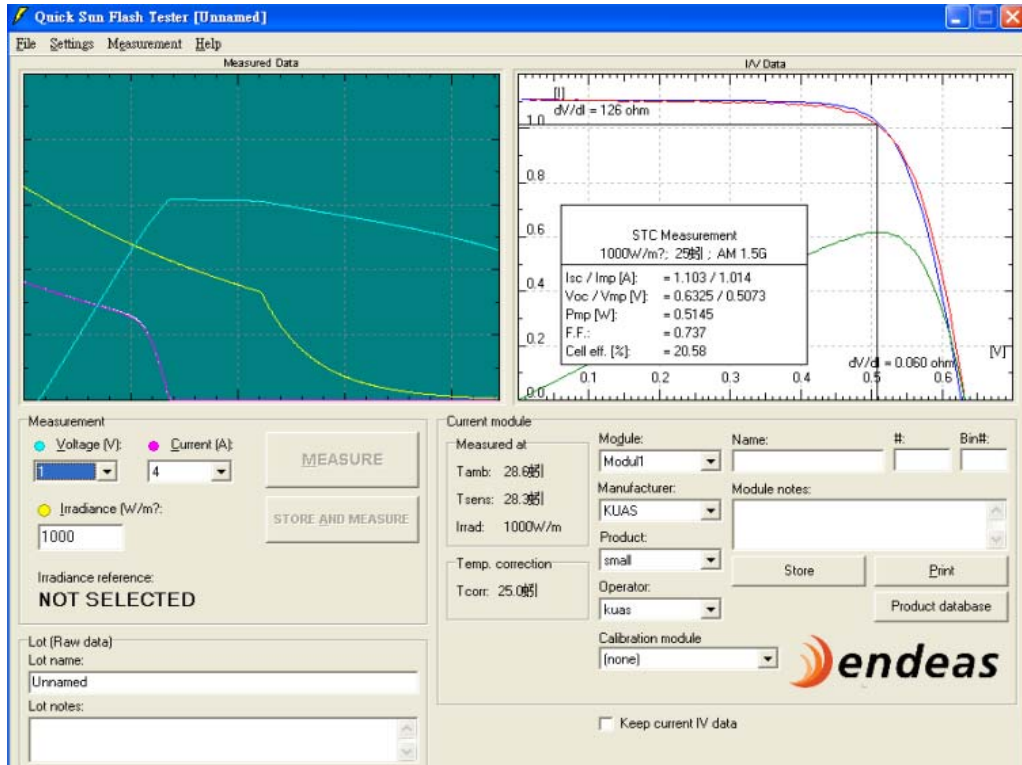 Quick Sun Flash Tester [Unnamed]
File Settings Measurement Help
Measured Data
I/V Data
[I]
dV/dI = 126 ohm
1.0
0.8
0.6
0.4
0.2
0.0
STC Measurement
1000W/m?; 25蚓 ; AM 1.5G
Isc / Imp [A]: = 1.103 / 1.014
Voc / Vmp [V]: = 0.6325 / 0.5073
Pmp [W]: = 0.5145
F.F.: = 0.737
Cell eff. [%]: = 20.58
dV/dI = 0.060 ohm
[V]
0.1 0.2 0.3 0.4 0.5 0.6
Measurement
Voltage (V): Current (A):
1 4
MEASURE
Irradiance (W/m?:
1000
STORE AND MEASURE
Irradiance reference:
NOT SELECTED
Lot (Raw data)
Lot name:
Unnamed
Lot notes:
Current module
Measured at
Tamb: 28.6蚓
Tsens: 28.3蚓
Irrad: 1000W/m
Temp. correction
Tcorr: 25.0蚓
Module:
Modul1
Manufacturer:
KUAS
Product:
small
Operator:
kuas
Calibration module
(none)
Name: #: Bin#:
Module notes:
Store Print
Product database
endeas
Keep current IV data